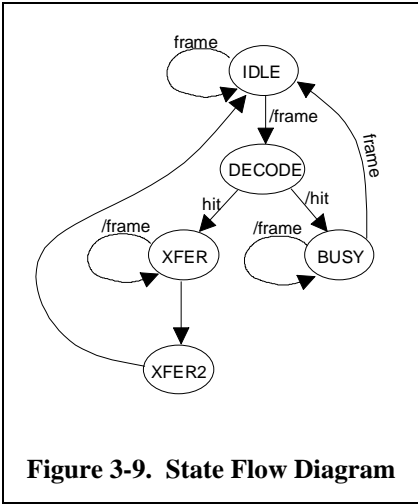 frame
IDLE
/frame
frame
DECODE
hit
/hit
/frame
/frame
XFER
BUSY
XFER2
Figure 3-9. State Flow Diagram